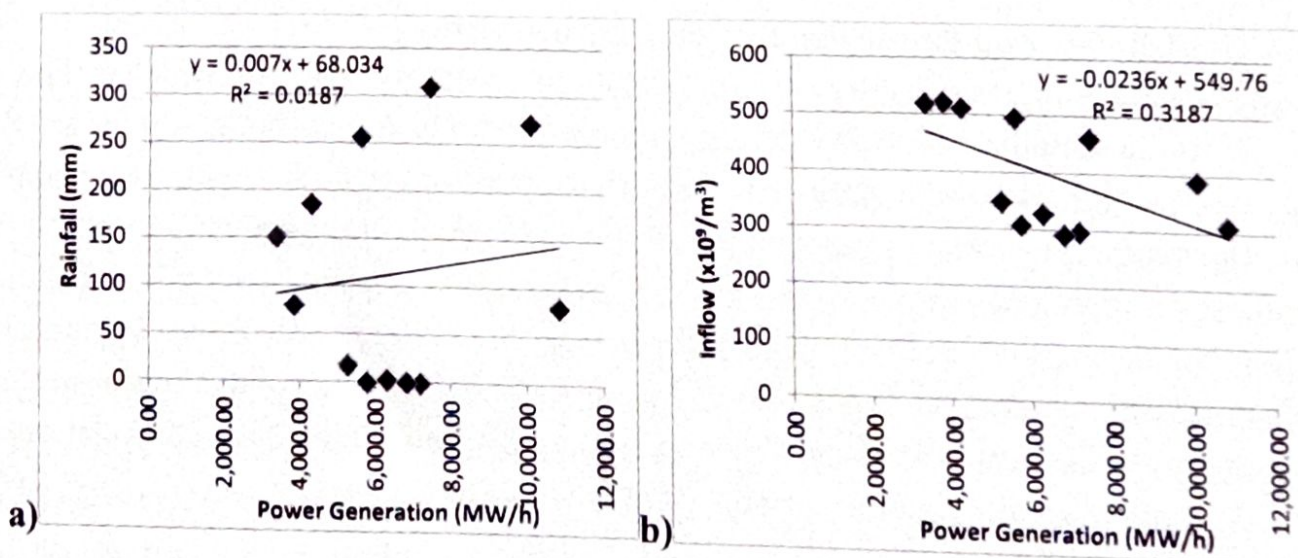 350
300
250
200
150
100
50
0
Rainfall (mm)
y = 0.007x + 68.034
R² = 0.0187
0.00
2,000.00
4,000.00
6,000.00
8,000.00
10,000.00
12,000.00
Power Generation (MW/h)
a)
600
500
400
300
200
100
0
Inflow (x10⁹/m³)
y = -0.0236x + 549.76
R² = 0.3187
0.00
2,000.00
4,000.00
6,000.00
8,000.00
10,000.00
12,000.00
Power Generation (MW/h)
b)